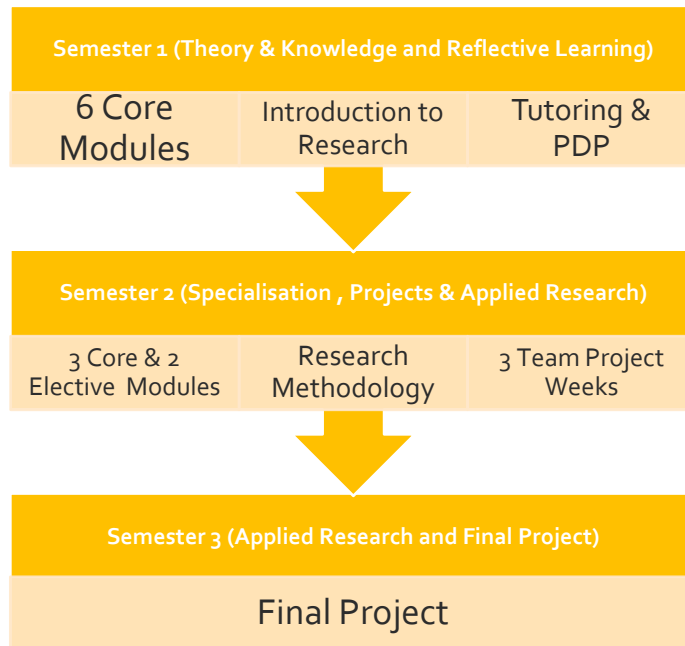 Semester 1 (Theory & Knowledge and Reflective Learning)
6 Core
Modules
Introduction to
Research
Tutoring &
PDP
Semester 2 (Specialisation , Projects & Applied Research)
3 Core & 2
Elective Modules
Research
Methodology
3 Team Project
Weeks
Semester 3 (Applied Research and Final Project)
Final Project